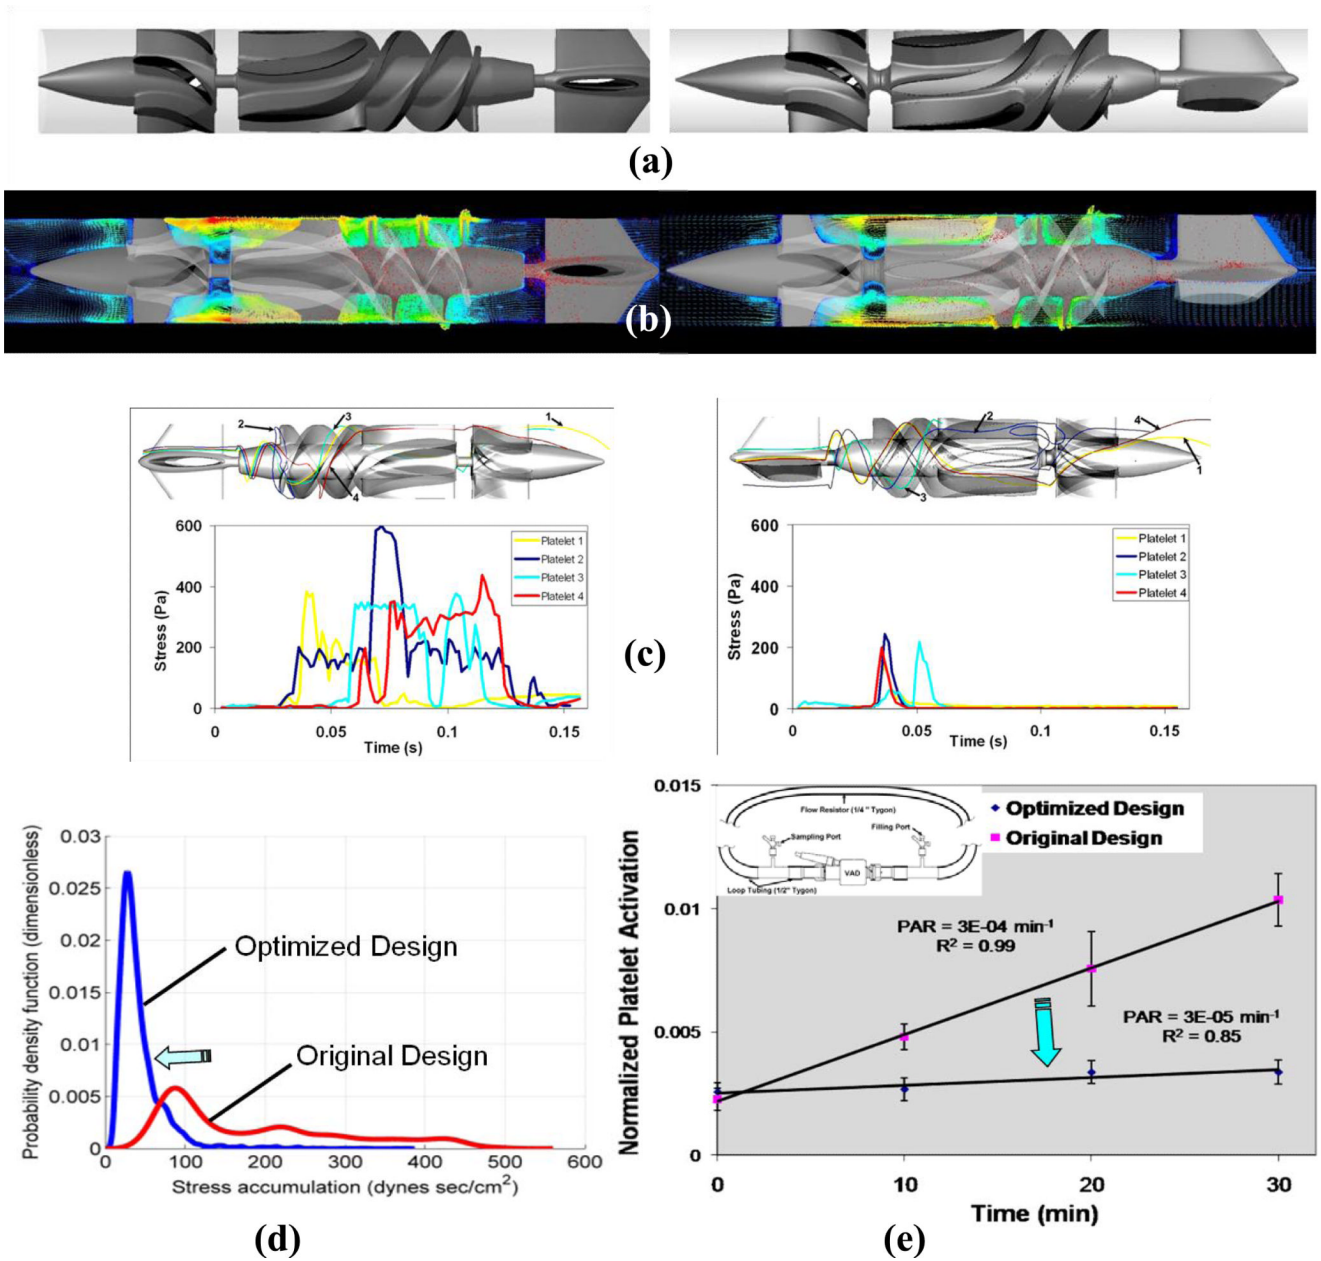 (a)
(b)
2
3
1
4
2
4
3
1
600
400
200
0
Stress (Pa)
0
0.05
0.1
0.15
Time (s)
Platelet 1
Platelet 2
Platelet 3
Platelet 4
(c)
600
400
200
0
Stress (Pa)
0
0.05
0.1
0.15
Time (s)
Platelet 1
Platelet 2
Platelet 3
Platelet 4
0.03
0.025
0.02
0.015
0.01
0.005
0
Probability density function (dimensionless)
Optimized Design
Original Design
0
100
200
300
400
500
600
Stress accumulation (dynes sec/cm²)
(d)
0.015
0.01
0.005
0
Normalized Platelet Activation
Flow Resistor (1/4 " Tygon)
Sampling Port
Filling Port
VAD
Loop Tubing (1/2" Tygon)
Optimized Design
Original Design
PAR = 3E-04 min⁻¹
R² = 0.99
PAR = 3E-05 min⁻¹
R² = 0.85
0
10
20
30
Time (min)
(e)